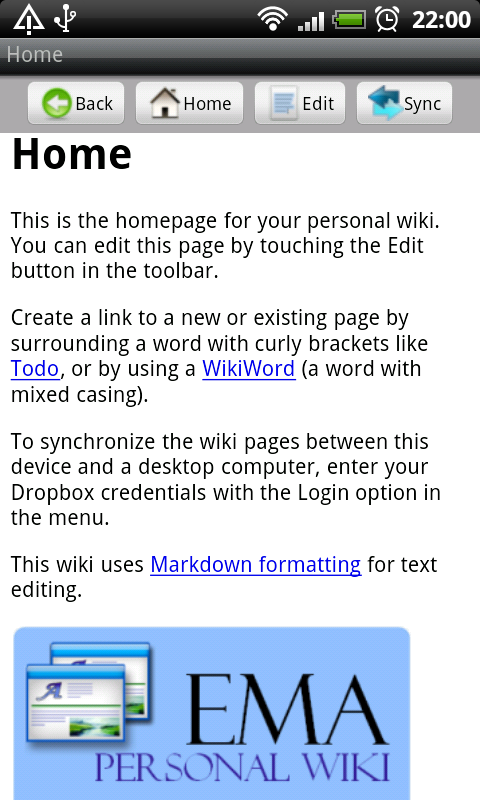 22:00
Home
Back Home Edit Sync
Home
This is the homepage for your personal wiki.
You can edit this page by touching the Edit
button in the toolbar.
Create a link to a new or existing page by
surrounding a word with curly brackets like
Todo, or by using a WikiWord (a word with
mixed casing).
To synchronize the wiki pages between this
device and a desktop computer, enter your
Dropbox credentials with the Login option in
the menu.
This wiki uses Markdown formatting for text
editing.
EMA
PERSONAL WIKI